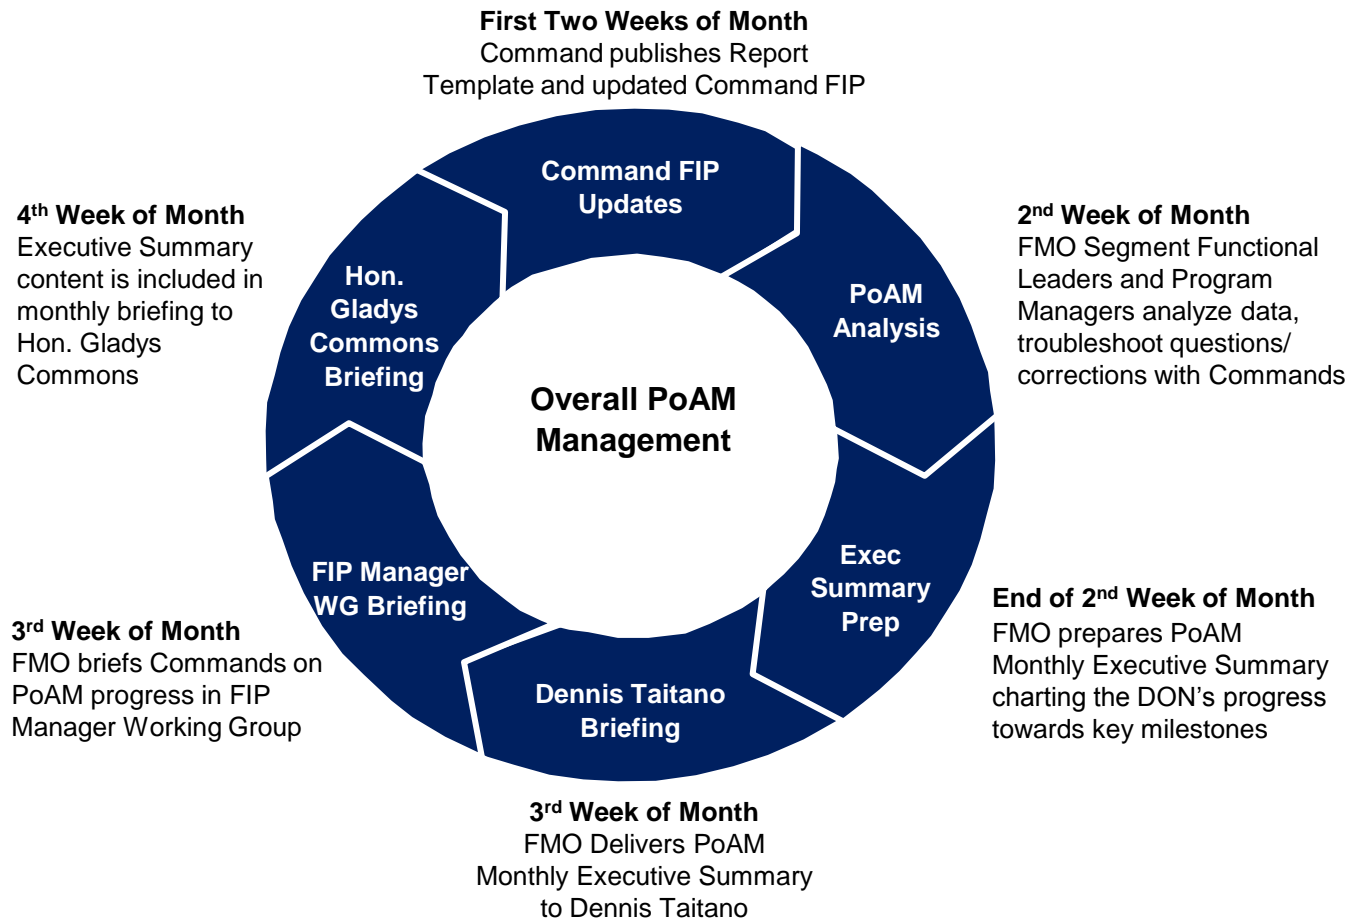 First Two Weeks of Month
Command publishes Report
Template and updated Command FIP
Command FIP
Updates
2nd Week of Month
FMO Segment Functional
Leaders and Program
Managers analyze data,
troubleshoot questions/
corrections with Commands
PoAM
Analysis
End of 2nd Week of Month
FMO prepares PoAM
Monthly Executive Summary
charting the DON's progress
towards key milestones
Exec
Summary
Prep
3rd Week of Month
FMO Delivers PoAM
Monthly Executive Summary
to Dennis Taitano
Dennis Taitano
Briefing
3rd Week of Month
FMO briefs Commands on
PoAM progress in FIP
Manager Working Group
FIP Manager
WG Briefing
4th Week of Month
Executive Summary
content is included in
monthly briefing to
Hon. Gladys
Commons
Hon.
Gladys
Commons
Briefing
Overall PoAM
Management